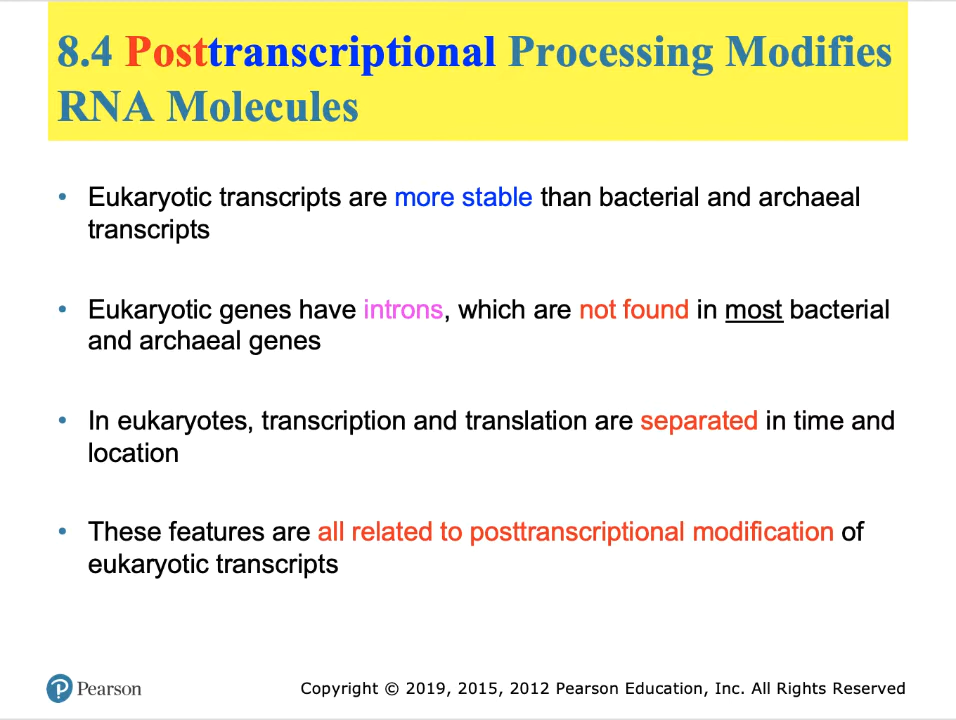 8.4 Posttranscriptional Processing Modifies
RNA Molecules
• Eukaryotic transcripts are more stable than bacterial and archaeal
transcripts
• Eukaryotic genes have introns, which are not found in most bacterial
and archaeal genes
• In eukaryotes, transcription and translation are separated in time and
location
• These features are all related to posttranscriptional modification of
eukaryotic transcripts
Pearson
Copyright © 2019, 2015, 2012 Pearson Education, Inc. All Rights Reserved